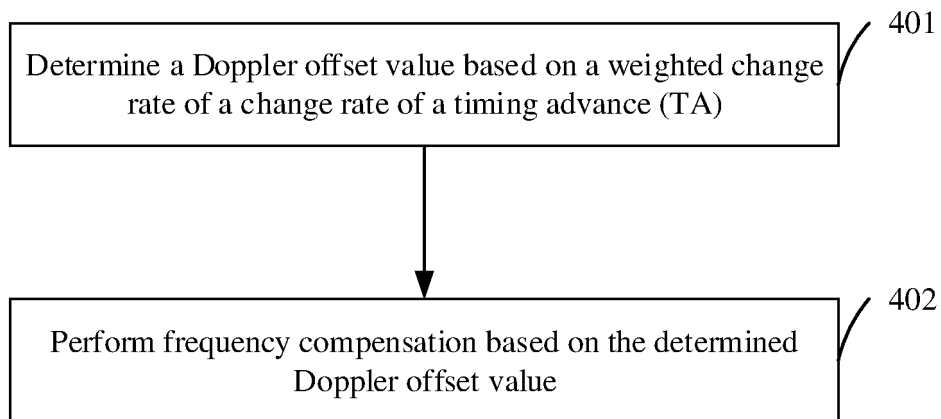 401
Determine a Doppler offset value based on a weighted change
rate of a change rate of a timing advance (TA)
402
Perform frequency compensation based on the determined
Doppler offset value